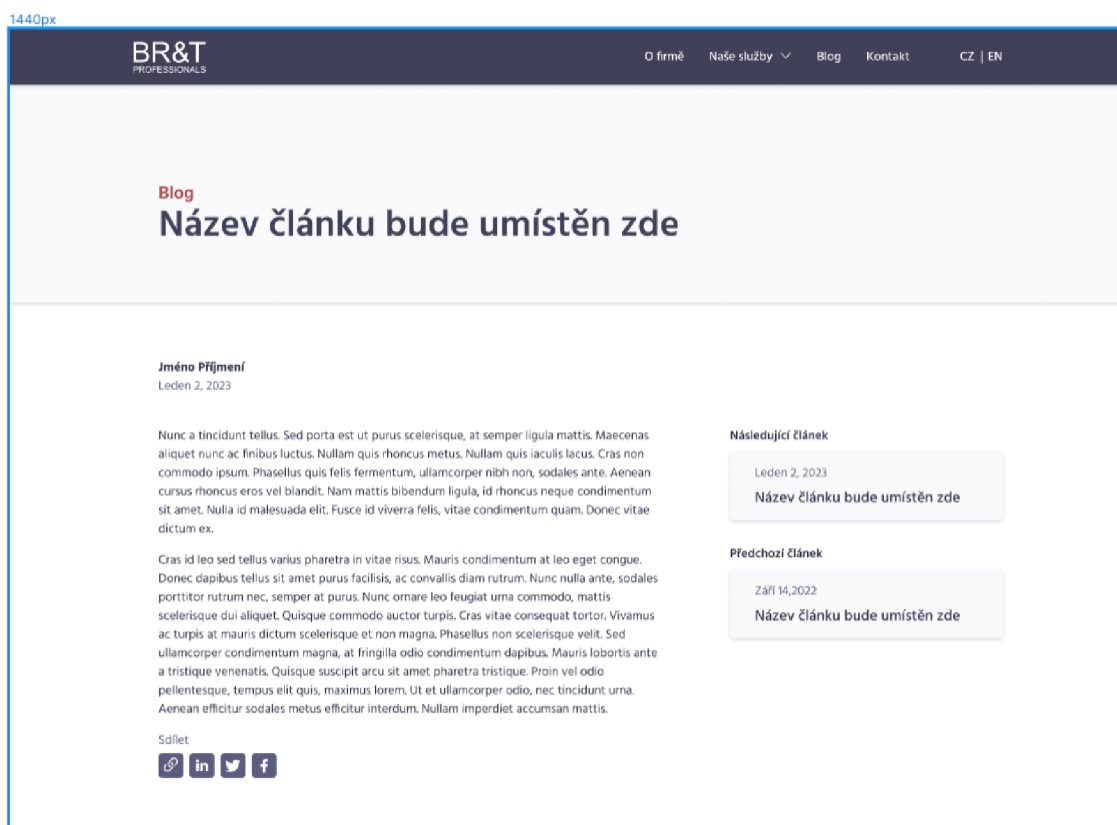 1440px
BR&T
PROFESSIONALS
O firmě Naše služby Blog Kontakt CZ | EN
Blog
Název článku bude umístěn zde
Jméno Příjmení
Leden 2, 2023
Nunc a tincidunt tellus. Sed porta est ut purus scelerisque, at semper ligula mattis. Maecenas
aliquet nunc ac finibus luctus. Nullam quis rhoncus metus. Nullam quis iaculis lacus. Cras non
commodo ipsum. Phasellus quis felis fermentum, ullamcorper nibh non, sodales ante. Aenean
cursus rhoncus eros vel blandit. Nam mattis bibendum ligula, id rhoncus neque condimentum
sit amet. Nulla id malesuada elit. Fusce id viverra felis, vitae condimentum quam. Donec vitae
dictum ex.
Cras id leo sed tellus varius pharetra in vitae risus. Mauris condimentum at leo eget congue.
Donec dapibus tellus sit amet purus facilisis, ac convallis diam rutrum. Nunc nulla ante, sodales
porttitor rutrum nec, semper at purus. Nunc ornare leo feugiat urna commodo, mattis
scelerisque dui aliquet. Quisque commodo auctor turpis. Cras vitae consequat tortor. Vivamus
ac turpis at mauris dictum scelerisque et non magna. Phasellus non scelerisque velit. Sed
ullamcorper condimentum magna, at fringilla odio condimentum dapibus. Mauris lobortis ante
a tristique venenatis. Quisque suscipit arcu sit amet pharetra tristique. Proin vel odio
pellentesque, tempus elit quis, maximus lorem. Ut et ullamcorper odio, nec tincidunt urna.
Aenean efficitur sodales metus efficitur interdum. Nullam imperdiet accumsan mattis.
Sdílet
in f
Následující článek
Leden 2, 2023
Název článku bude umístěn zde
Předchozí článek
Září 14,2022
Název článku bude umístěn zde